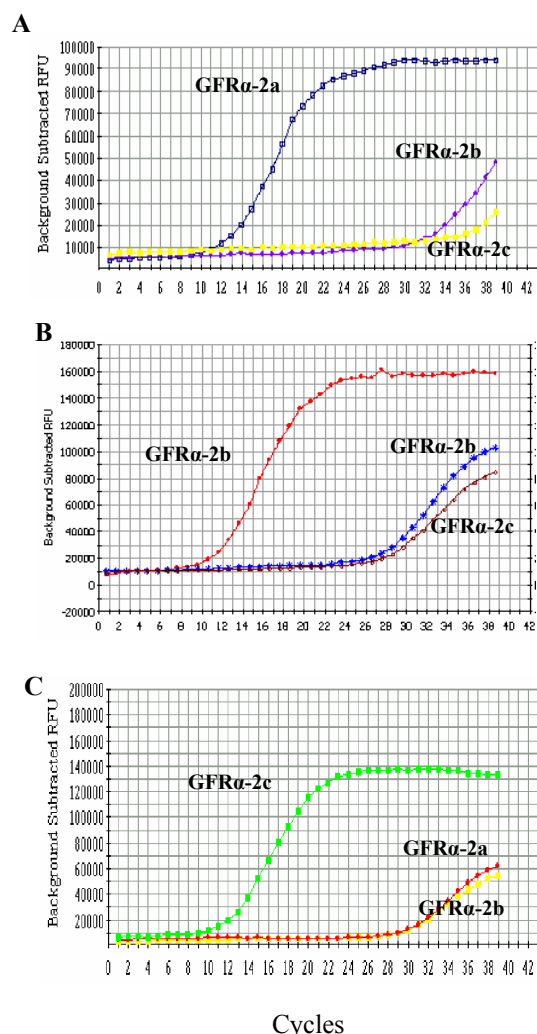 A
Background Subtracted RFU
100000
90000
80000
70000
60000
50000
40000
30000
20000
10000
GFRα-2a
GFRα-2b
GFRα-2c
0 2 4 6 8 10 12 14 16 18 20 22 24 26 28 30 32 34 36 38 40 42
B
Background Subtracted RFU
180000
160000
140000
120000
100000
80000
60000
40000
20000
0
-20000
GFRα-2b
GFRα-2b
GFRα-2c
0 2 4 6 8 10 12 14 16 18 20 22 24 26 28 30 32 34 36 38 40 42
C
Background Subtracted RFU
200000
180000
160000
140000
120000
100000
80000
60000
40000
20000
GFRα-2c
GFRα-2a
GFRα-2b
0 2 4 6 8 10 12 14 16 18 20 22 24 26 28 30 32 34 36 38 40 42
Cycles